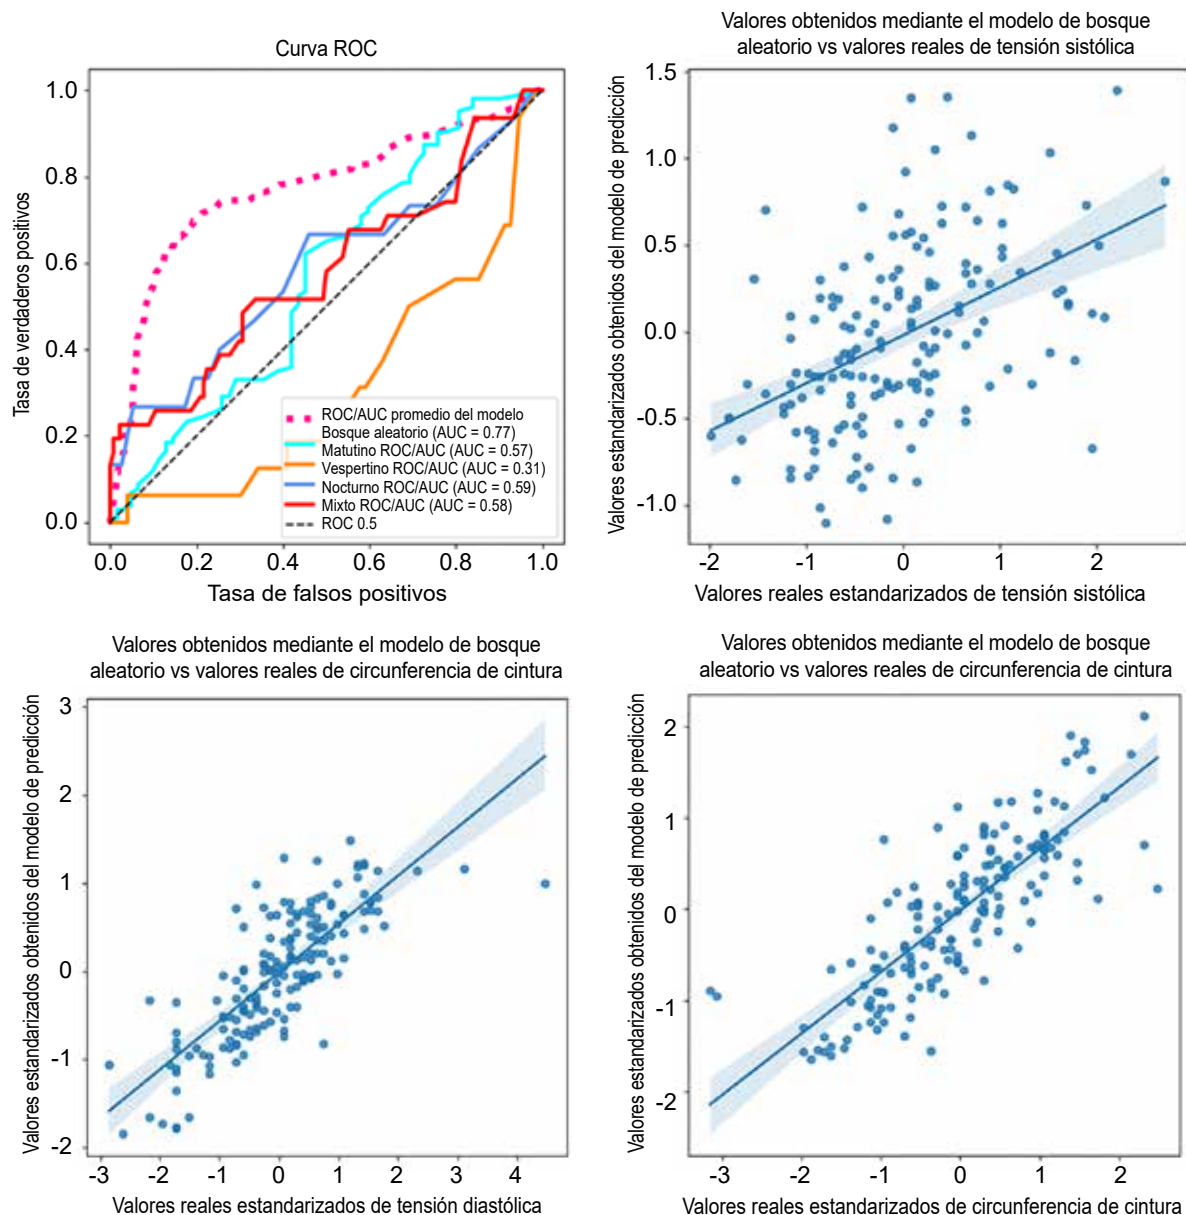 Curva ROC
Tasa de verdaderos positivos
1.0
0.8
0.6
0.4
0.2
0.0
ROC/AUC promedio del modelo
Bosque aleatorio (AUC = 0.77)
Matutino ROC/AUC (AUC = 0.57)
Vespertino ROC/AUC (AUC = 0.31)
Nocturno ROC/AUC (AUC = 0.59)
Mixto ROC/AUC (AUC = 0.58)
ROC 0.5
0.0 0.2 0.4 0.6 0.8 1.0
Tasa de falsos positivos
Valores obtenidos mediante el modelo de bosque
aleatorio vs valores reales de tensión sistólica
Valores estandarizados obtenidos del modelo de predicción
1.5
1.0
0.5
0.0
-0.5
-1.0
-2 -1 0 1 2
Valores reales estandarizados de tensión sistólica
Valores obtenidos mediante el modelo de bosque
aleatorio vs valores reales de circunferencia de cintura
Valores estandarizados obtenidos del modelo de predicción
3
2
1
0
-1
-2
-3 -2 -1 0 1 2 3 4
Valores reales estandarizados de tensión diastólica
Valores obtenidos mediante el modelo de bosque
aleatorio vs valores reales de circunferencia de cintura
Valores estandarizados obtenidos del modelo de predicción
2
1
0
-1
-2
-3 -2 -1 0 1 2
Valores reales estandarizados de circunferencia de cintura